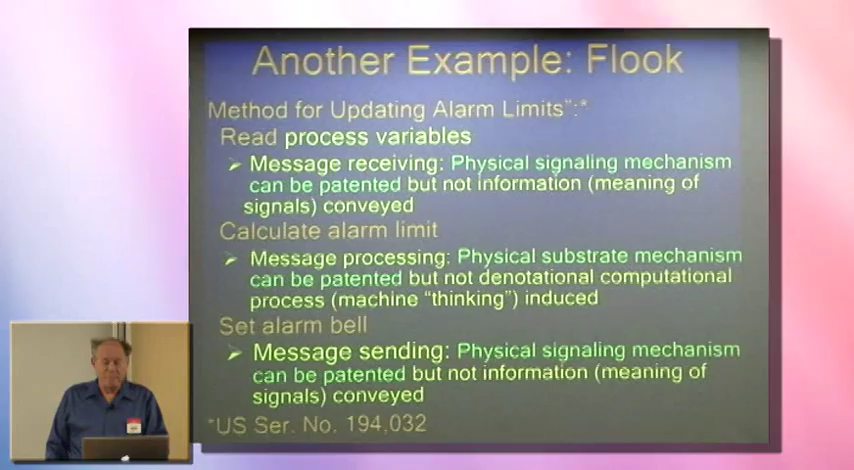 Another Example: Flook
Method for Updating Alarm Limits":*
Read process variables
➢ Message receiving: Physical signaling mechanism
can be patented but not information (meaning of
signals) conveyed
Calculate alarm limit
➢ Message processing: Physical substrate mechanism
can be patented but not denotational computational
process (machine "thinking") induced
Set alarm bell
➢ Message sending: Physical signaling mechanism
can be patented but not information (meaning of
signals) conveyed
*US Ser. No. 194,032